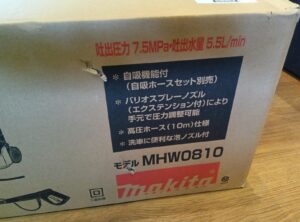 吐出圧力 7.5MPa・吐出水量 5.5L/min
＊自吸機能付
（自吸ホースセット別売）
＊バリオスプレーノズル
（エクステンション付）により
手元で圧力調整可能
＊高圧ホース（10m）仕様
＊洗車に便利な泡ノズル付
モデル MHW0810
makita